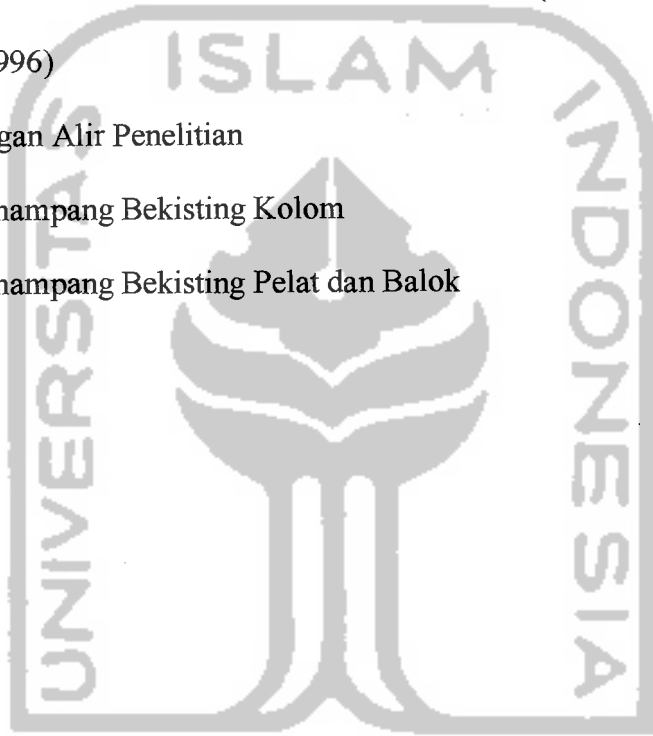 996)
gan Alir Penelitian
nampang Bekisting Kolom
nampang Bekisting Pelat dan Balok
UNIVERSITAS
ISLAM
INDONESIA